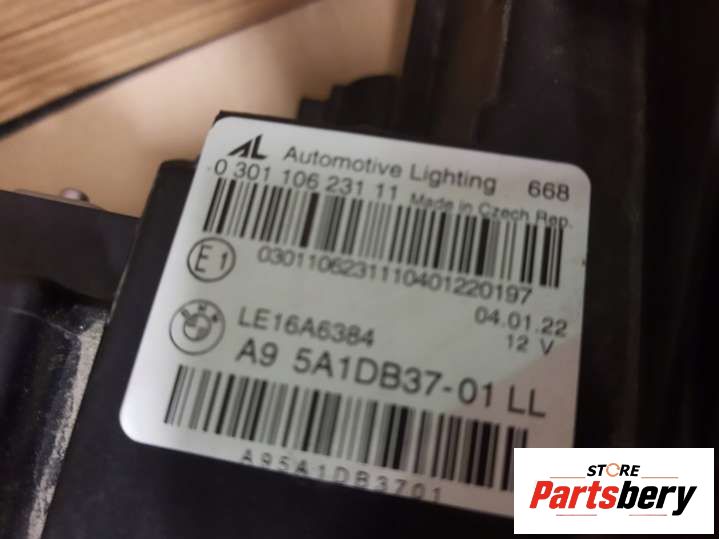 AL Automotive Lighting 668
0 301 106 231 11 Made in Czech Rep.
E1 03011062311110401220197
04.01.22
LE16A6384 12 V
A9 5A1DB37-01 LL
A95A1DB3701
STORE
Partsbery